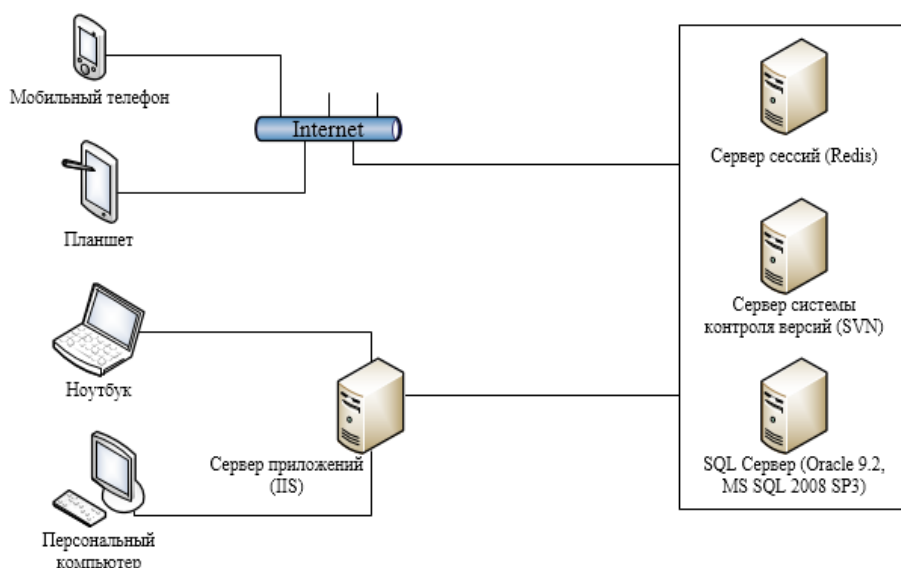 Мобильный телефон
Internet
Планшет
Ноутбук
Сервер приложений
(IIS)
Персональный
компьютер
Сервер сессий (Redis)
Сервер системы
контроля версий (SVN)
SQL Сервер (Oracle 9.2,
MS SQL 2008 SP3)